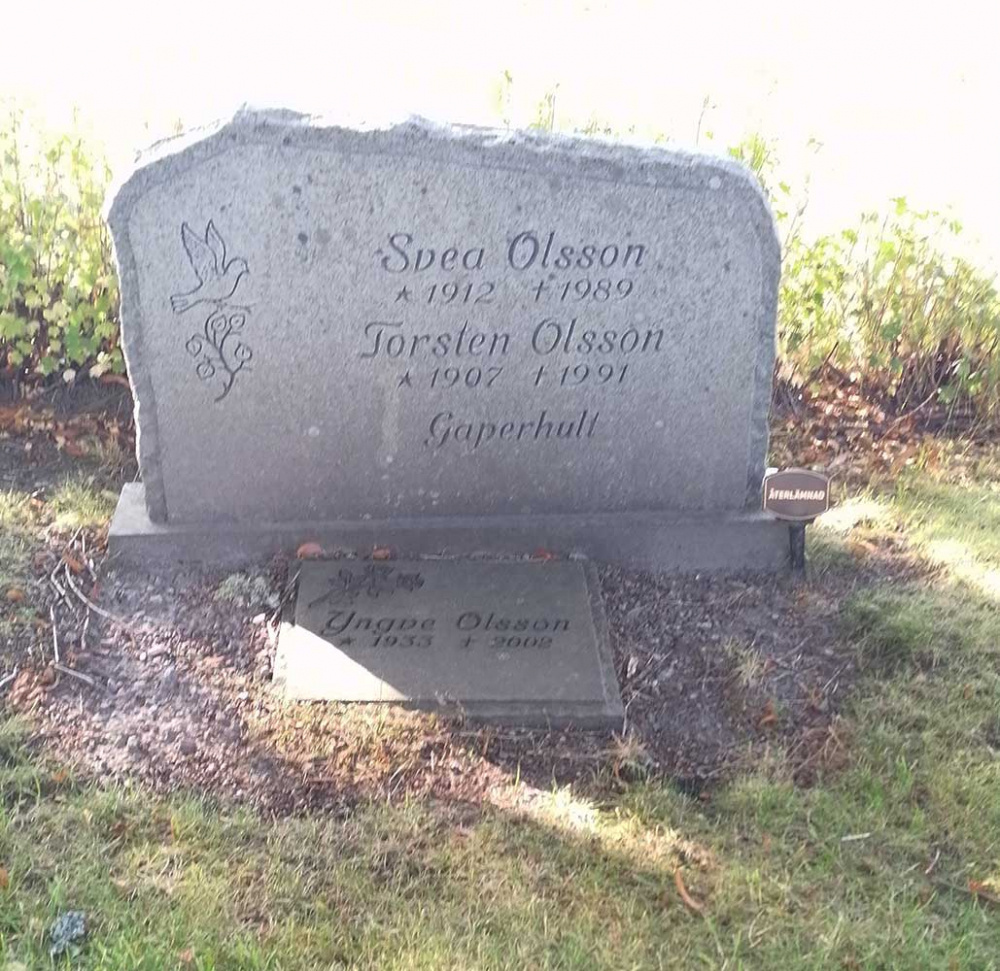 Svea Olsson
* 1912 † 1989
Torsten Olsson
* 1907 † 1991
Gaperhult
ÅTERLÄMNAD
Yngve Olsson
* 1933 † 2002